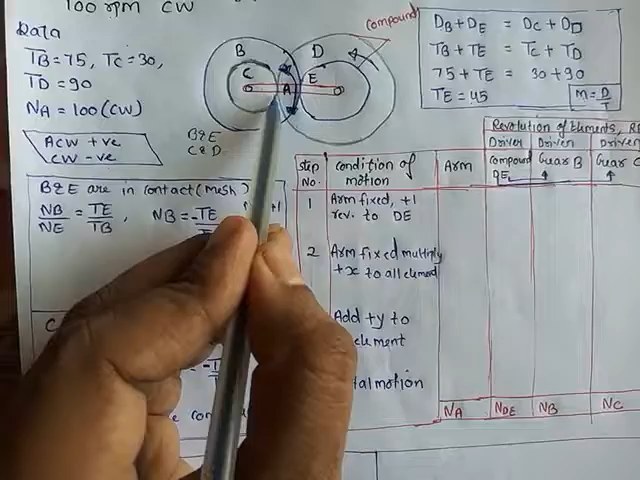 100 rpm CW
Data
TB=75, TC=30,
TD=90
NA=100(CW)
ACW +ve
CW -ve
B
C
A
D
E
compound
B&E
C&D
DB+DE = DC+DD
TB+TE = TC+TD
75+TE = 30+90
TE=45
M=D/T
B&E are in contact(mesh)
NB/NE = TE/TB, NB=-TE
Revolution of Elements, RE
step No.
condition of motion
Arm
Driver compound DE
Driven Gear B
Driven Gear C
1 Arm fixed, +1 rev. to DE
2 Arm fixed multiply +x to all element
Add +y to
element
motion
NA NDE NB NC